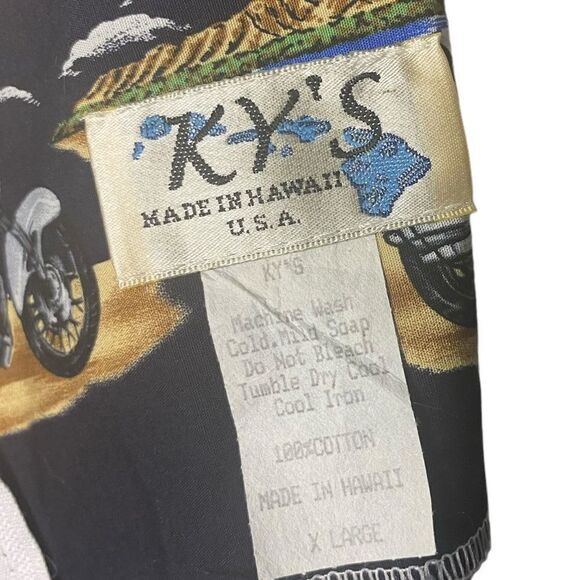 KY'S
MADE IN HAWAII
U.S.A.
KY'S
Machine Wash
Cold.Mild Soap
Do Not Bleach
Tumble Dry Cool
Cool Iron
100%COTTON
MADE IN HAWAII
X LARGE